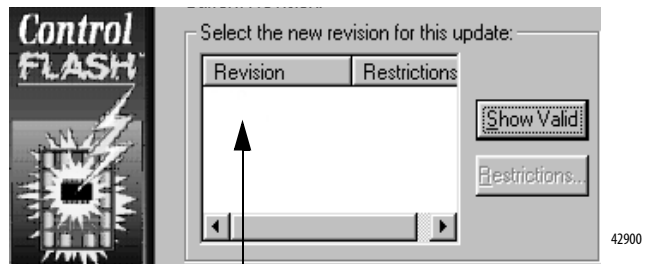 Control
FLASH
Select the new revision for this update:
Revision Restrictions
Show Valid
Restrictions...
42900